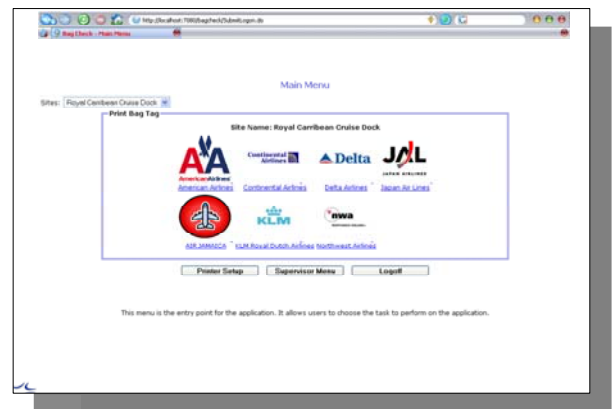 http://localhost:7080/bagcheck/SubmitLogon.do
Bag Check - Main Menu
Main Menu
Sites: Royal Carribean Cruise Dock
Print Bag Tag
Site Name: Royal Carribean Cruise Dock
AA
AmericanAirlines
Continental Airlines
Delta
JAL
JAPAN AIRLINES
American Airlines
Continental Airlines
Delta Airlines
Japan Air Lines
KLM
nwa
AIR JAMAICA
KLM Royal Dutch Airlines
Northwest Airlines
Printer Setup
Supervisor Menu
Logoff
This menu is the entry point for the application. It allows users to choose the task to perform on the application.